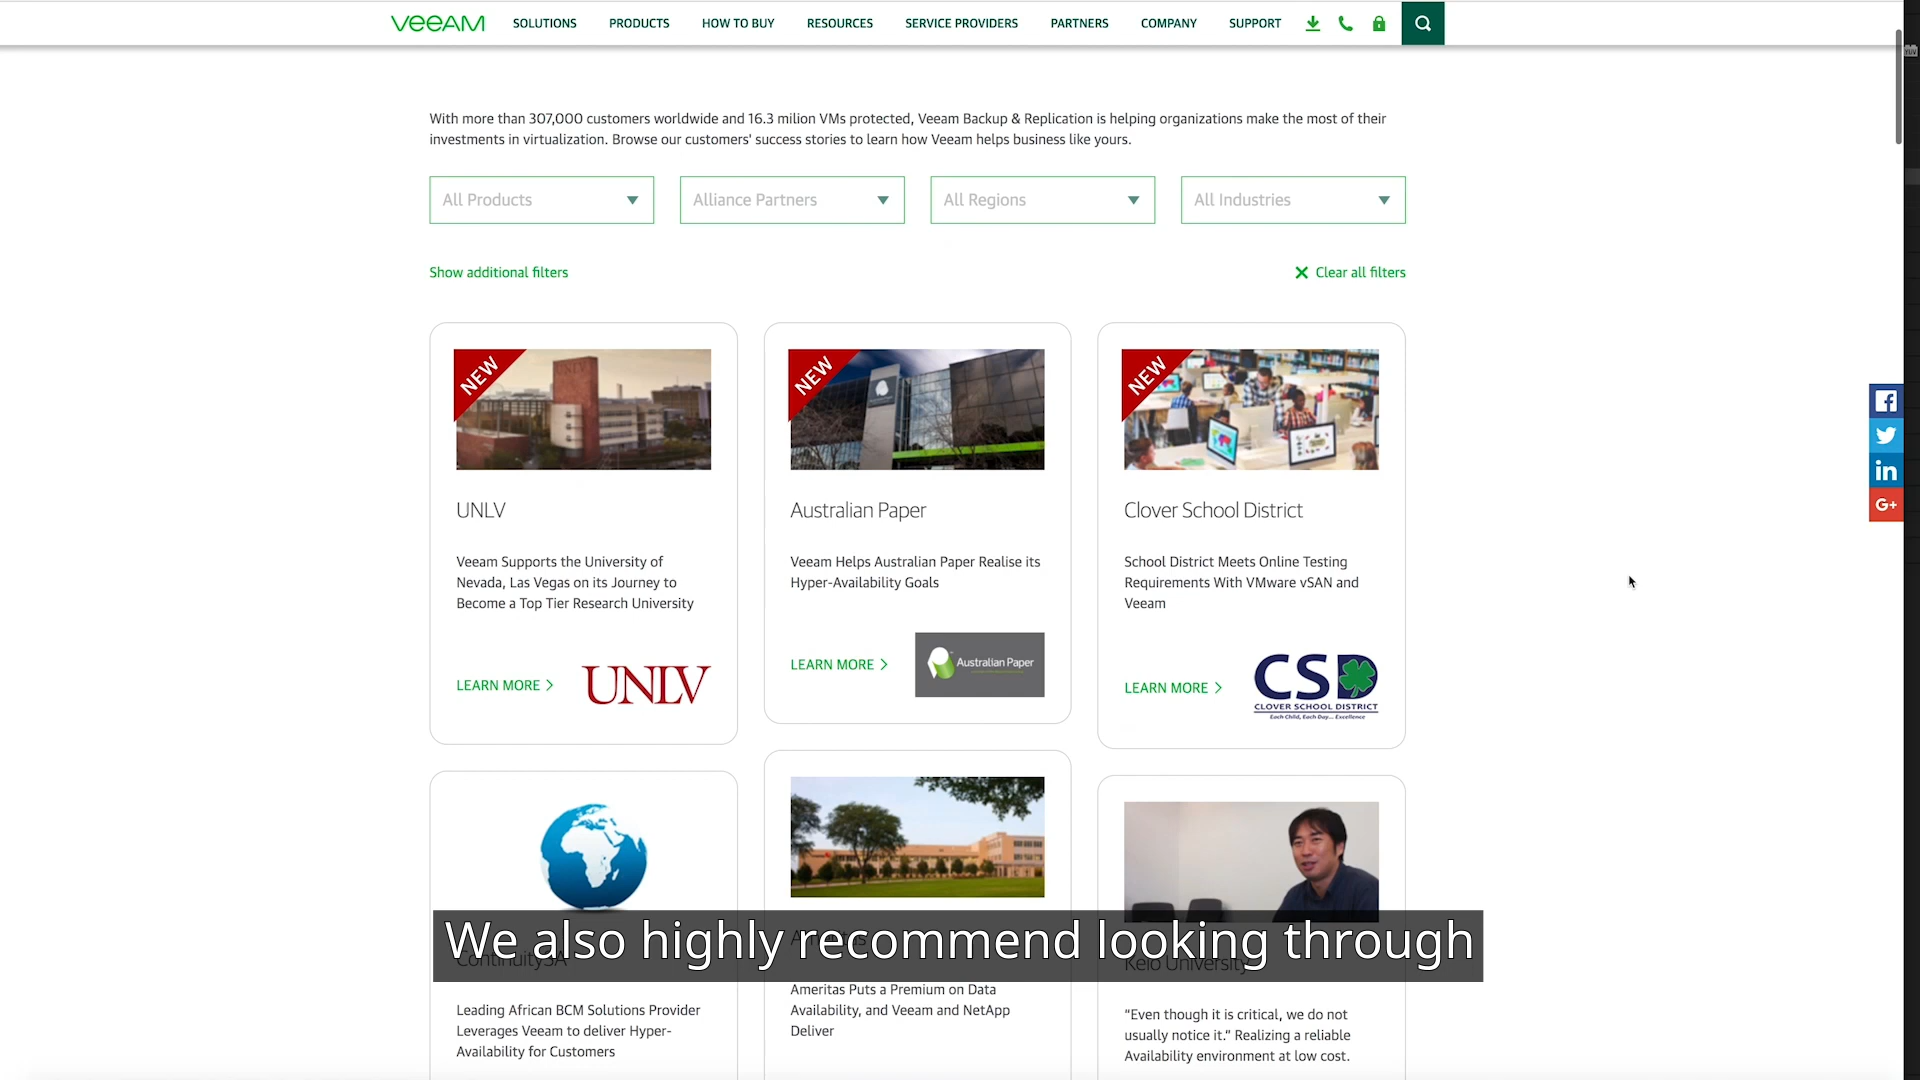 VEEAM SOLUTIONS PRODUCTS HOW TO BUY RESOURCES SERVICE PROVIDERS PARTNERS COMPANY SUPPORT
With more than 307,000 customers worldwide and 16.3 milion VMs protected, Veeam Backup & Replication is helping organizations make the most of their
investments in virtualization. Browse our customers' success stories to learn how Veeam helps business like yours.
All Products Alliance Partners All Regions All Industries
Show additional filters
Clear all filters
NEW
UNLV
Veeam Supports the University of
Nevada, Las Vegas on its Journey to
Become a Top Tier Research University
LEARN MORE
UNLV
NEW
Australian Paper
Veeam Helps Australian Paper Realise its
Hyper-Availability Goals
LEARN MORE
Australian Paper
NEW
Clover School District
School District Meets Online Testing
Requirements With VMware vSAN and
Veeam
LEARN MORE
CSD
CLOVER SCHOOL DISTRICT
Each Child, Each Day... Excellence
ContinuitySA
Leading African BCM Solutions Provider
Leverages Veeam to deliver Hyper-
Availability for Customers
Ameritas
Ameritas Puts a Premium on Data
Availability, and Veeam and NetApp
Deliver
Keio University
“Even though it is critical, we do not
usually notice it.” Realizing a reliable
Availability environment at low cost.
We also highly recommend looking through
G+